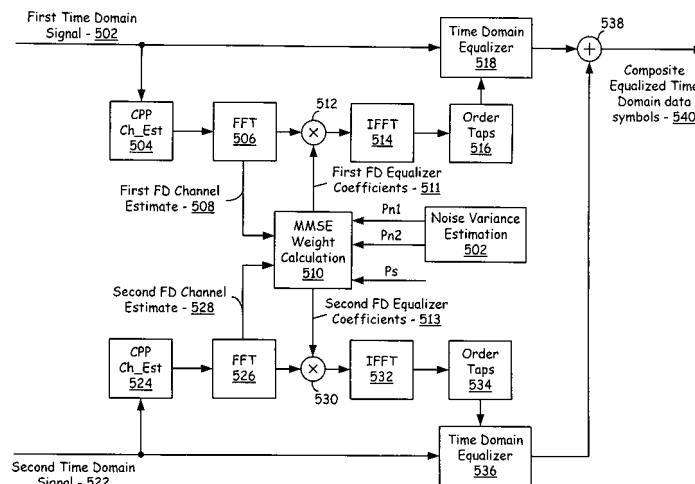 First Time Domain
Signal - 502
Time Domain
Equalizer
518
538
Composite
Equalized Time
Domain data
symbols - 540
CPP
Ch_Est
504
FFT
506
512
IFFT
514
Order
Taps
516
First FD Channel
Estimate - 508
First FD Equalizer
Coefficients - 511
MMSE
Weight
Calculation
510
Pn1
Pn2
Ps
Noise Variance
Estimation
502
Second FD Channel
Estimate - 528
Second FD Equalizer
Coefficients - 513
CPP
Ch_Est
524
FFT
526
530
IFFT
532
Order
Taps
534
Second Time Domain
Signal - 522
Time Domain
Equalizer
536